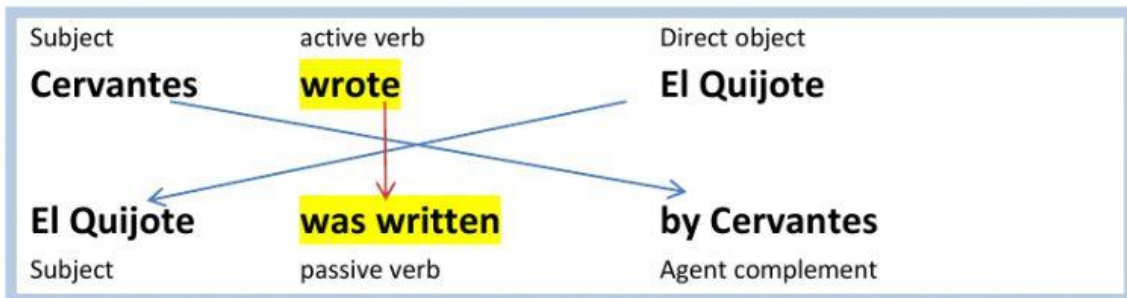 Subject active verb Direct object
Cervantes wrote El Quijote
El Quijote was written by Cervantes
Subject passive verb Agent complement